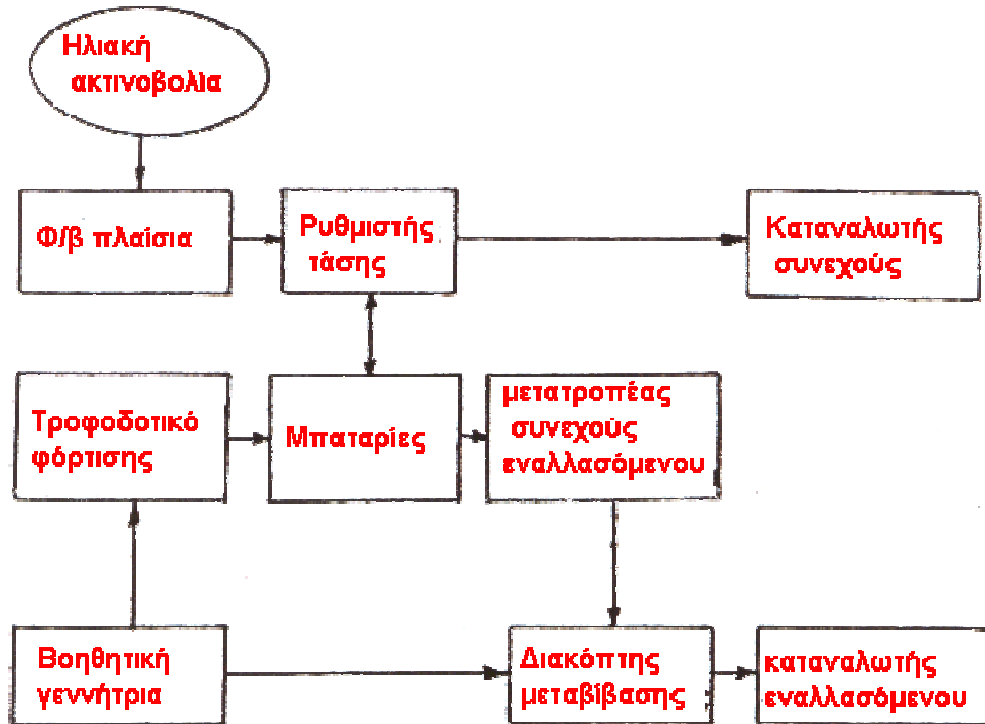 Ηλιακή
ακτινοβολία
Φ/β πλαίσια
Ρυθμιστής
τάσης
Καταναλωτής
συνεχούς
Τροφοδοτικό
φόρτισης
Μπαταρίες
μετατροπέας
συνεχούς
εναλλασόμενου
Βοηθητική
γεννήτρια
Διακόπτης
μεταβίβασης
καταναλωτής
εναλλασόμενου